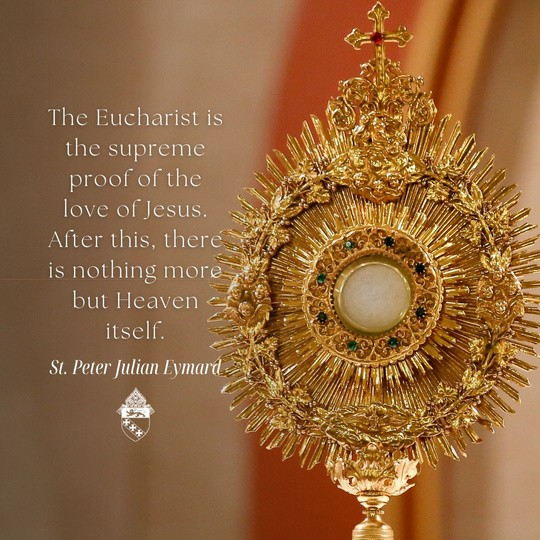 The Eucharist is
the supreme
proof of the
love of Jesus.
After this, there
is nothing more
but Heaven
itself.
St. Peter Julian Eymard